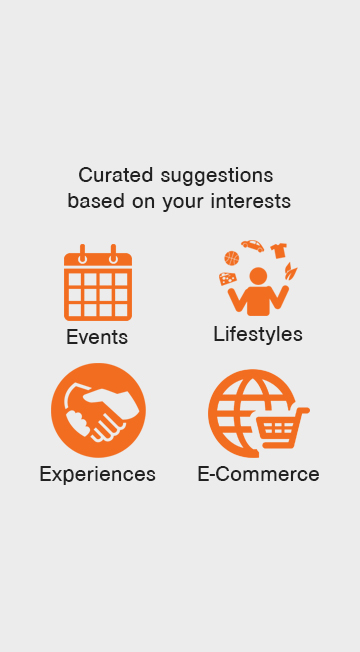 Curated suggestions
based on your interests
Events
Lifestyles
Experiences
E-Commerce